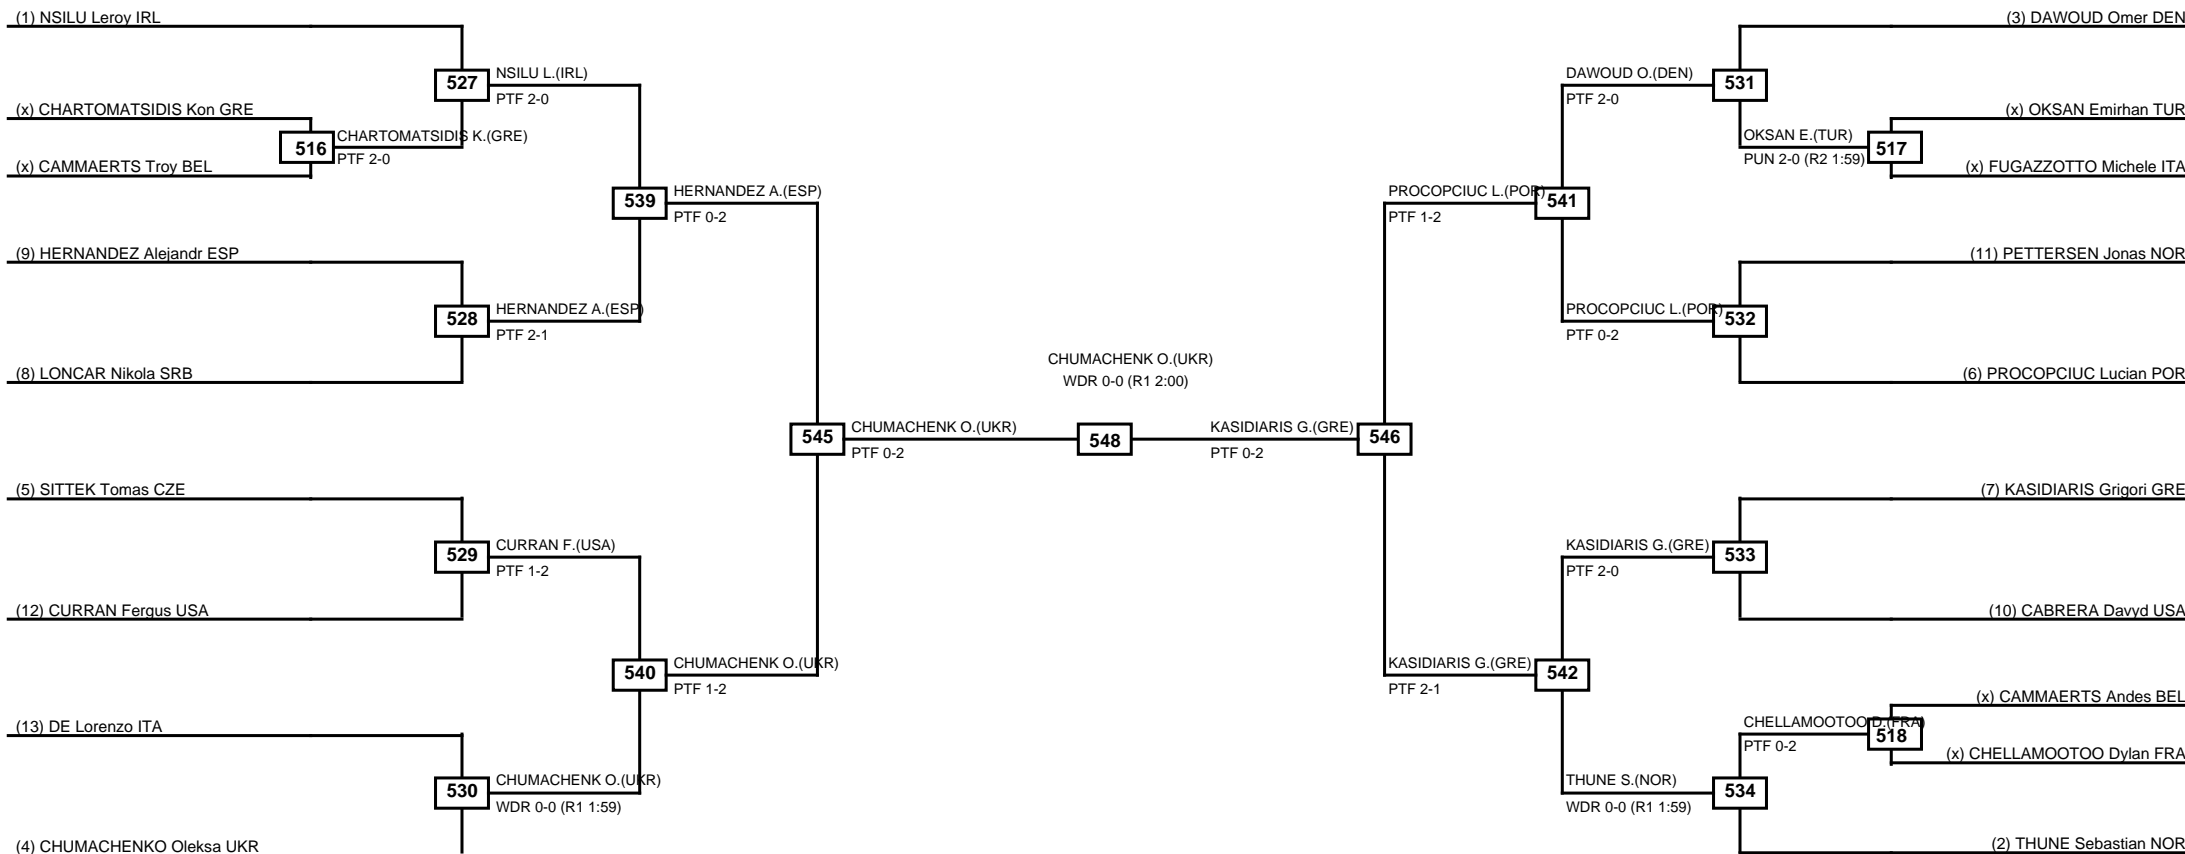 (1) NSILU Leroy IRL
(x) CHARTOMATSIDIS Kon GRE
(x) CAMMAERTS Troy BEL
516
CHARTOMATSIDIS K.(GRE)
PTF 2-0
527
NSILU L.(IRL)
PTF 2-0
(9) HERNANDEZ Alejandr ESP
(8) LONCAR Nikola SRB
528
HERNANDEZ A.(ESP)
PTF 2-1
539
HERNANDEZ A.(ESP)
PTF 0-2
(5) SITTEK Tomas CZE
(12) CURRAN Fergus USA
529
CURRAN F.(USA)
PTF 1-2
(13) DE Lorenzo ITA
(4) CHUMACHENKO Oleksa UKR
530
CHUMACHENK O.(UKR)
WDR 0-0 (R1 1:59)
540
CHUMACHENK O.(UKR)
PTF 1-2
545
CHUMACHENK O.(UKR)
PTF 0-2
CHUMACHENK O.(UKR)
WDR 0-0 (R1 2:00)
548
KASIDIARIS G.(GRE)
PTF 0-2
546
PROCOPCIUC L.(POR)
PTF 1-2
541
DAWOUD O.(DEN)
PTF 2-0
531
(3) DAWOUD Omer DEN
OKSAN E.(TUR)
PUN 2-0 (R2 1:59)
517
(x) OKSAN Emirhan TUR
(x) FUGAZZOTTO Michele ITA
PROCOPCIUC L.(POR)
PTF 0-2
532
(11) PETTERSEN Jonas NOR
(6) PROCOPCIUC Lucian POR
KASIDIARIS G.(GRE)
PTF 2-1
542
KASIDIARIS G.(GRE)
PTF 2-0
533
(7) KASIDIARIS Grigori GRE
(10) CABRERA Davyd USA
THUNE S.(NOR)
WDR 0-0 (R1 1:59)
534
CHELLAMOOTOO D.(FRA)
PTF 0-2
518
(x) CAMMAERTS Andes BEL
(x) CHELLAMOOTOO Dylan FRA
(2) THUNE Sebastian NOR